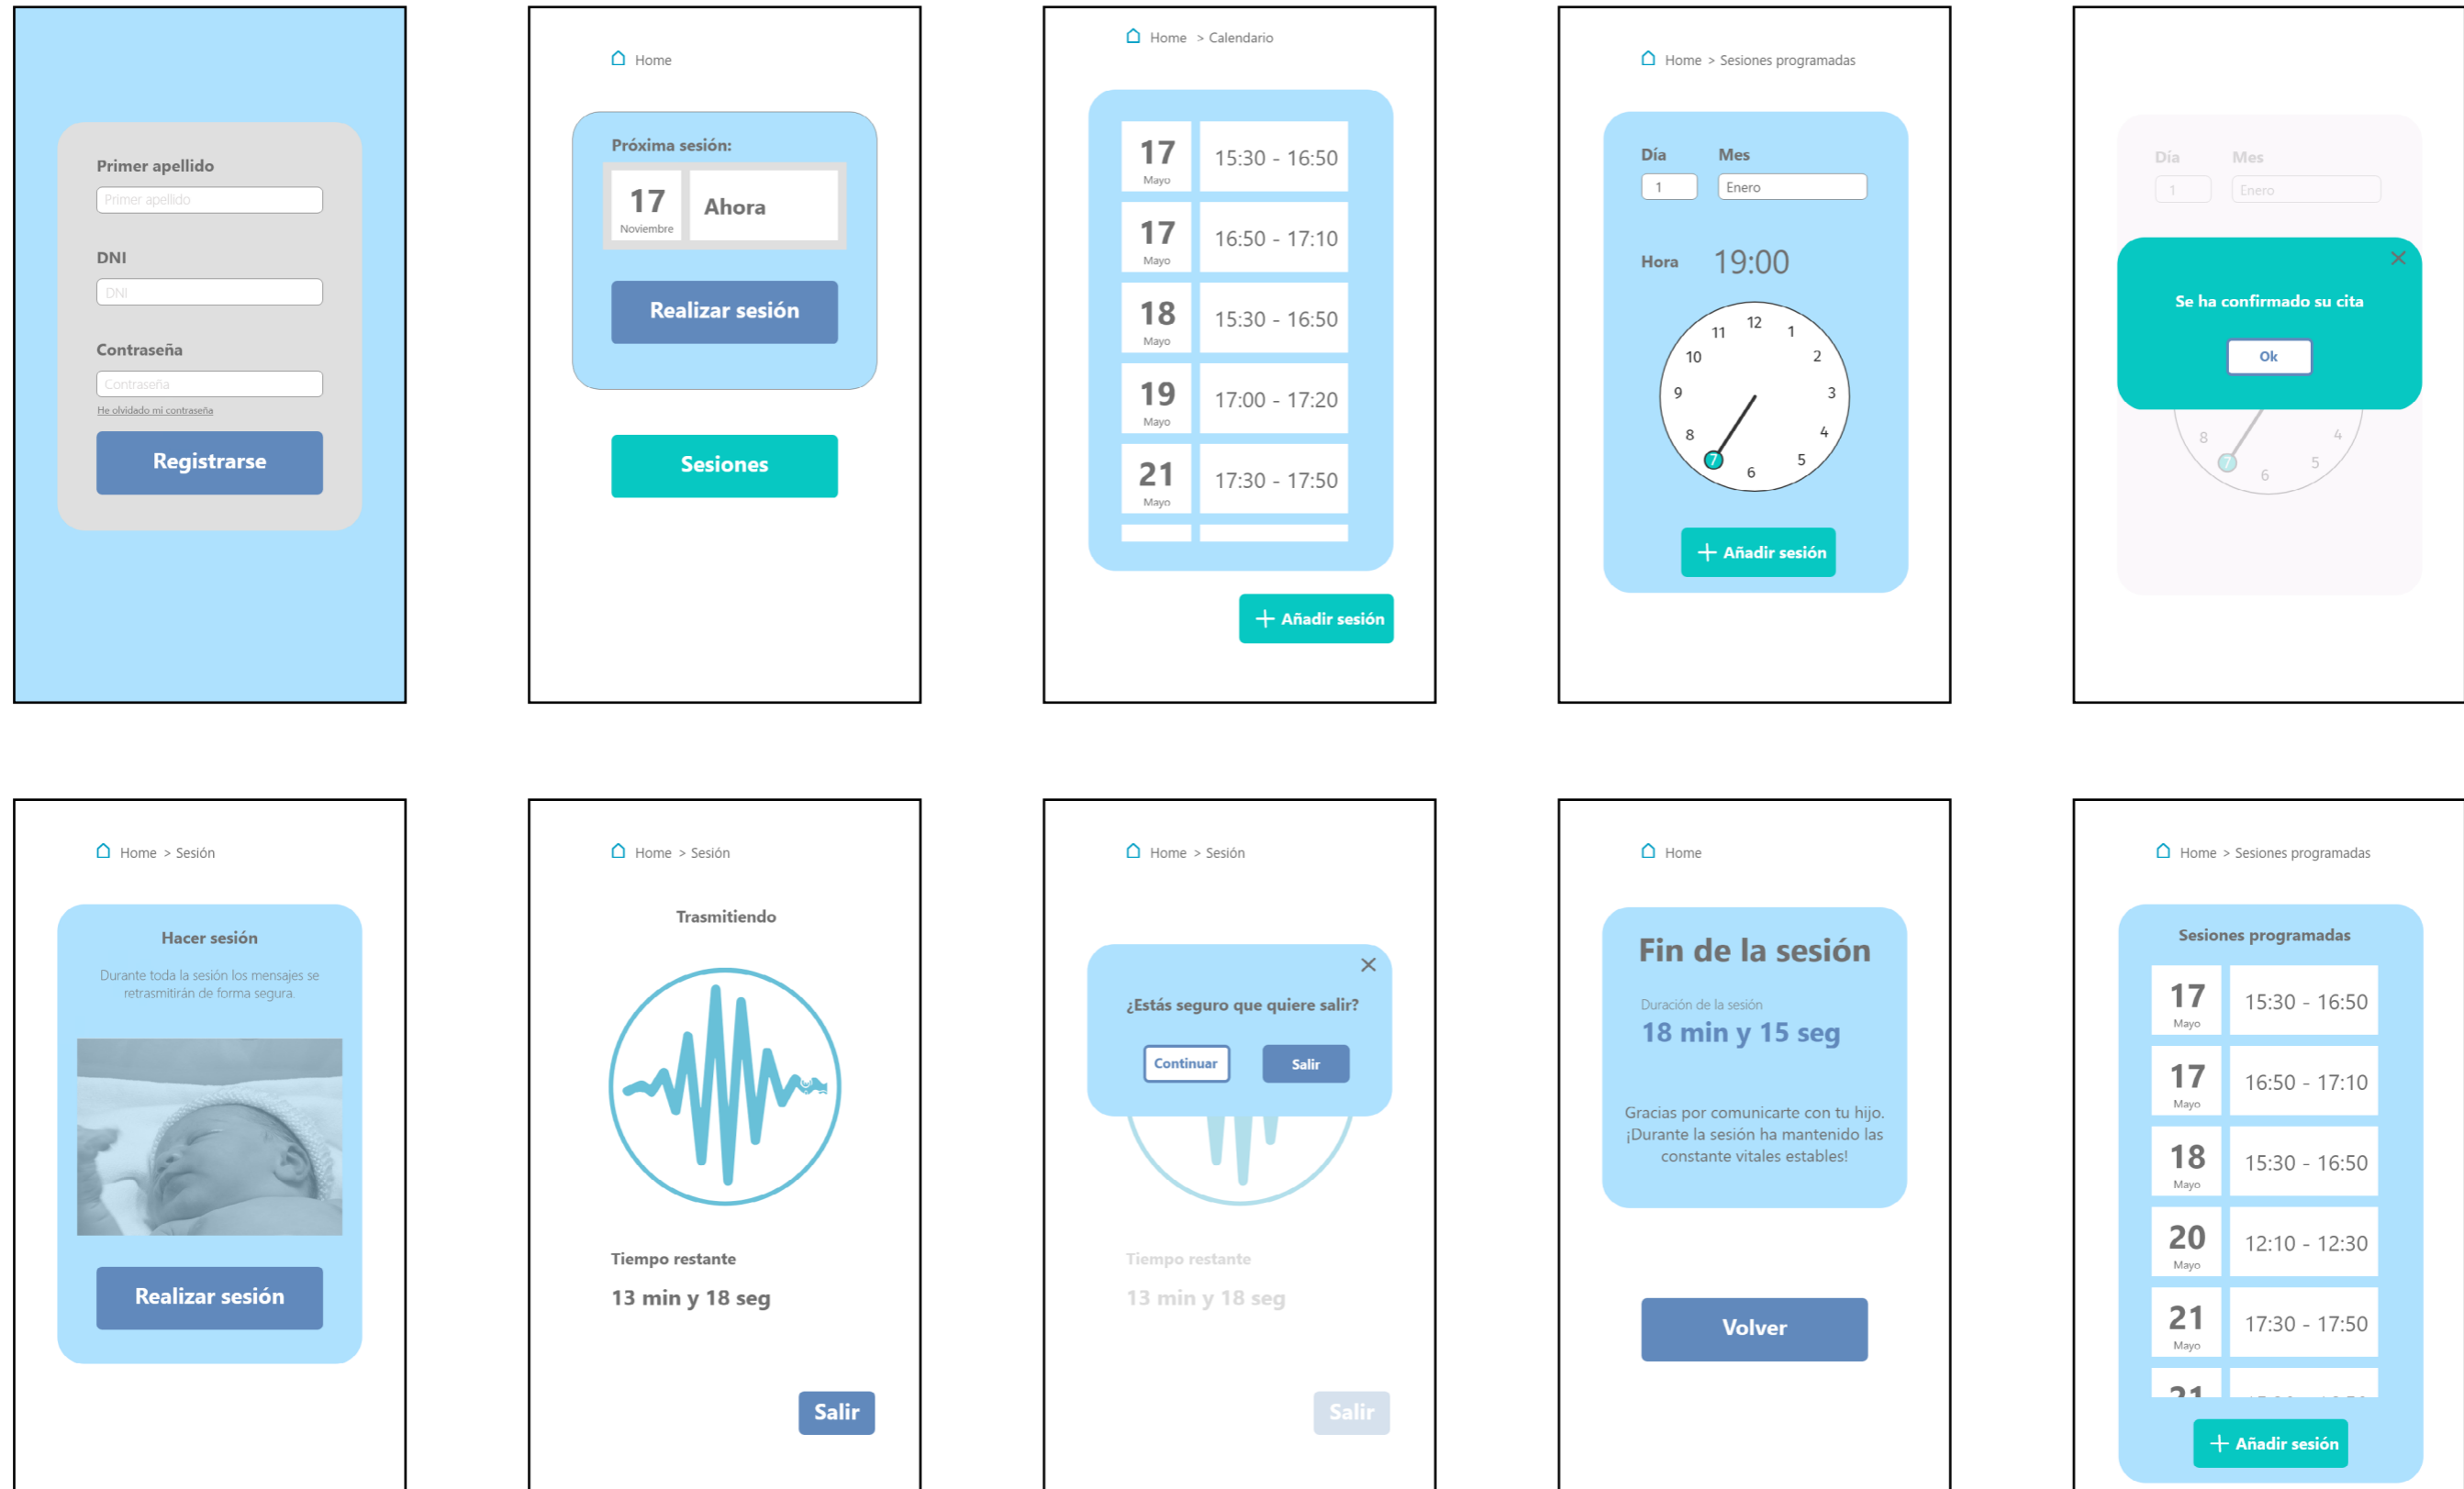 Primer apellido
Primer apellido
DNI
DNI
Contraseña
Contraseña
He olvidado mi contraseña
Registrarse
Home
Próxima sesión:
17
Noviembre
Ahora
Realizar sesión
Sesiones
Home > Calendario
17
Mayo
15:30 - 16:50
17
Mayo
16:50 - 17:10
18
Mayo
15:30 - 16:50
19
Mayo
17:00 - 17:20
21
Mayo
17:30 - 17:50
+ Añadir sesión
Home > Sesiones programadas
Día Mes
1 Enero
Hora 19:00
12
11 1
10 2
9 3
8 4
7 5
6
+ Añadir sesión
Día Mes
1 Enero
Se ha confirmado su cita
Ok
8 4
7 5
6
Home > Sesión
Hacer sesión
Durante toda la sesión los mensajes se
retrasmitirán de forma segura.
Realizar sesión
Home > Sesión
Trasmitiendo
Tiempo restante
13 min y 18 seg
Salir
Home > Sesión
¿Estás seguro que quiere salir?
Continuar Salir
Tiempo restante
13 min y 18 seg
Salir
Home
Fin de la sesión
Duración de la sesión
18 min y 15 seg
Gracias por comunicarte con tu hijo.
¡Durante la sesión ha mantenido las
constante vitales estables!
Volver
Home > Sesiones programadas
Sesiones programadas
17
Mayo
15:30 - 16:50
17
Mayo
16:50 - 17:10
18
Mayo
15:30 - 16:50
20
Mayo
12:10 - 12:30
21
Mayo
17:30 - 17:50
21
+ Añadir sesión